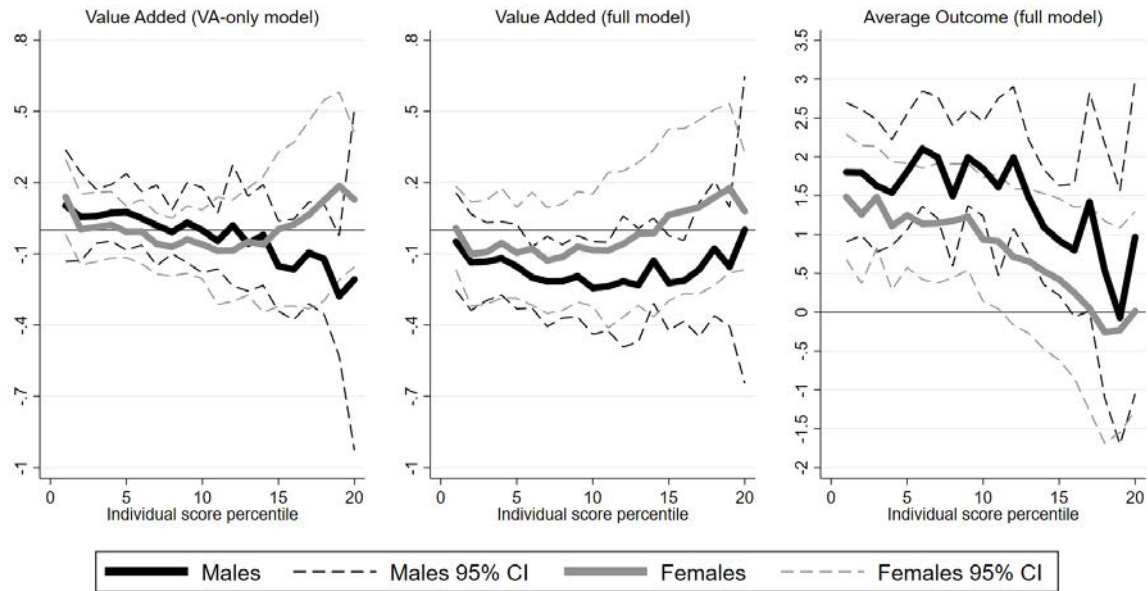 Value Added (VA-only model)
Value Added (full model)
Average Outcome (full model)
.8
.5
.2
-.1
-.4
-.7
-1
0 5 10 15 20
Individual score percentile
.8
.5
.2
-.1
-.4
-.7
-1
0 5 10 15 20
Individual score percentile
3.5
3
2.5
2
1.5
1
.5
0
-.5
-1
-1.5
-2
0 5 10 15 20
Individual score percentile
Males Males 95% CI Females Females 95% CI